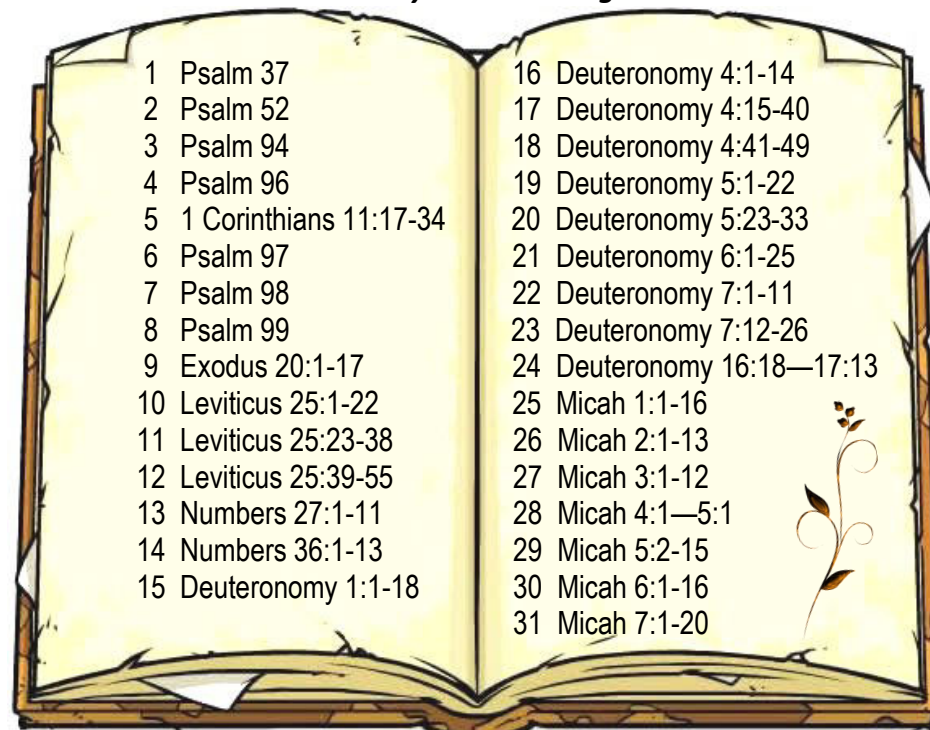 1 Psalm 37
2 Psalm 52
3 Psalm 94
4 Psalm 96
5 1 Corinthians 11:17-34
6 Psalm 97
7 Psalm 98
8 Psalm 99
9 Exodus 20:1-17
10 Leviticus 25:1-22
11 Leviticus 25:23-38
12 Leviticus 25:39-55
13 Numbers 27:1-11
14 Numbers 36:1-13
15 Deuteronomy 1:1-18
16 Deuteronomy 4:1-14
17 Deuteronomy 4:15-40
18 Deuteronomy 4:41-49
19 Deuteronomy 5:1-22
20 Deuteronomy 5:23-33
21 Deuteronomy 6:1-25
22 Deuteronomy 7:1-11
23 Deuteronomy 7:12-26
24 Deuteronomy 16:18—17:13
25 Micah 1:1-16
26 Micah 2:1-13
27 Micah 3:1-12
28 Micah 4:1—5:1
29 Micah 5:2-15
30 Micah 6:1-16
31 Micah 7:1-20